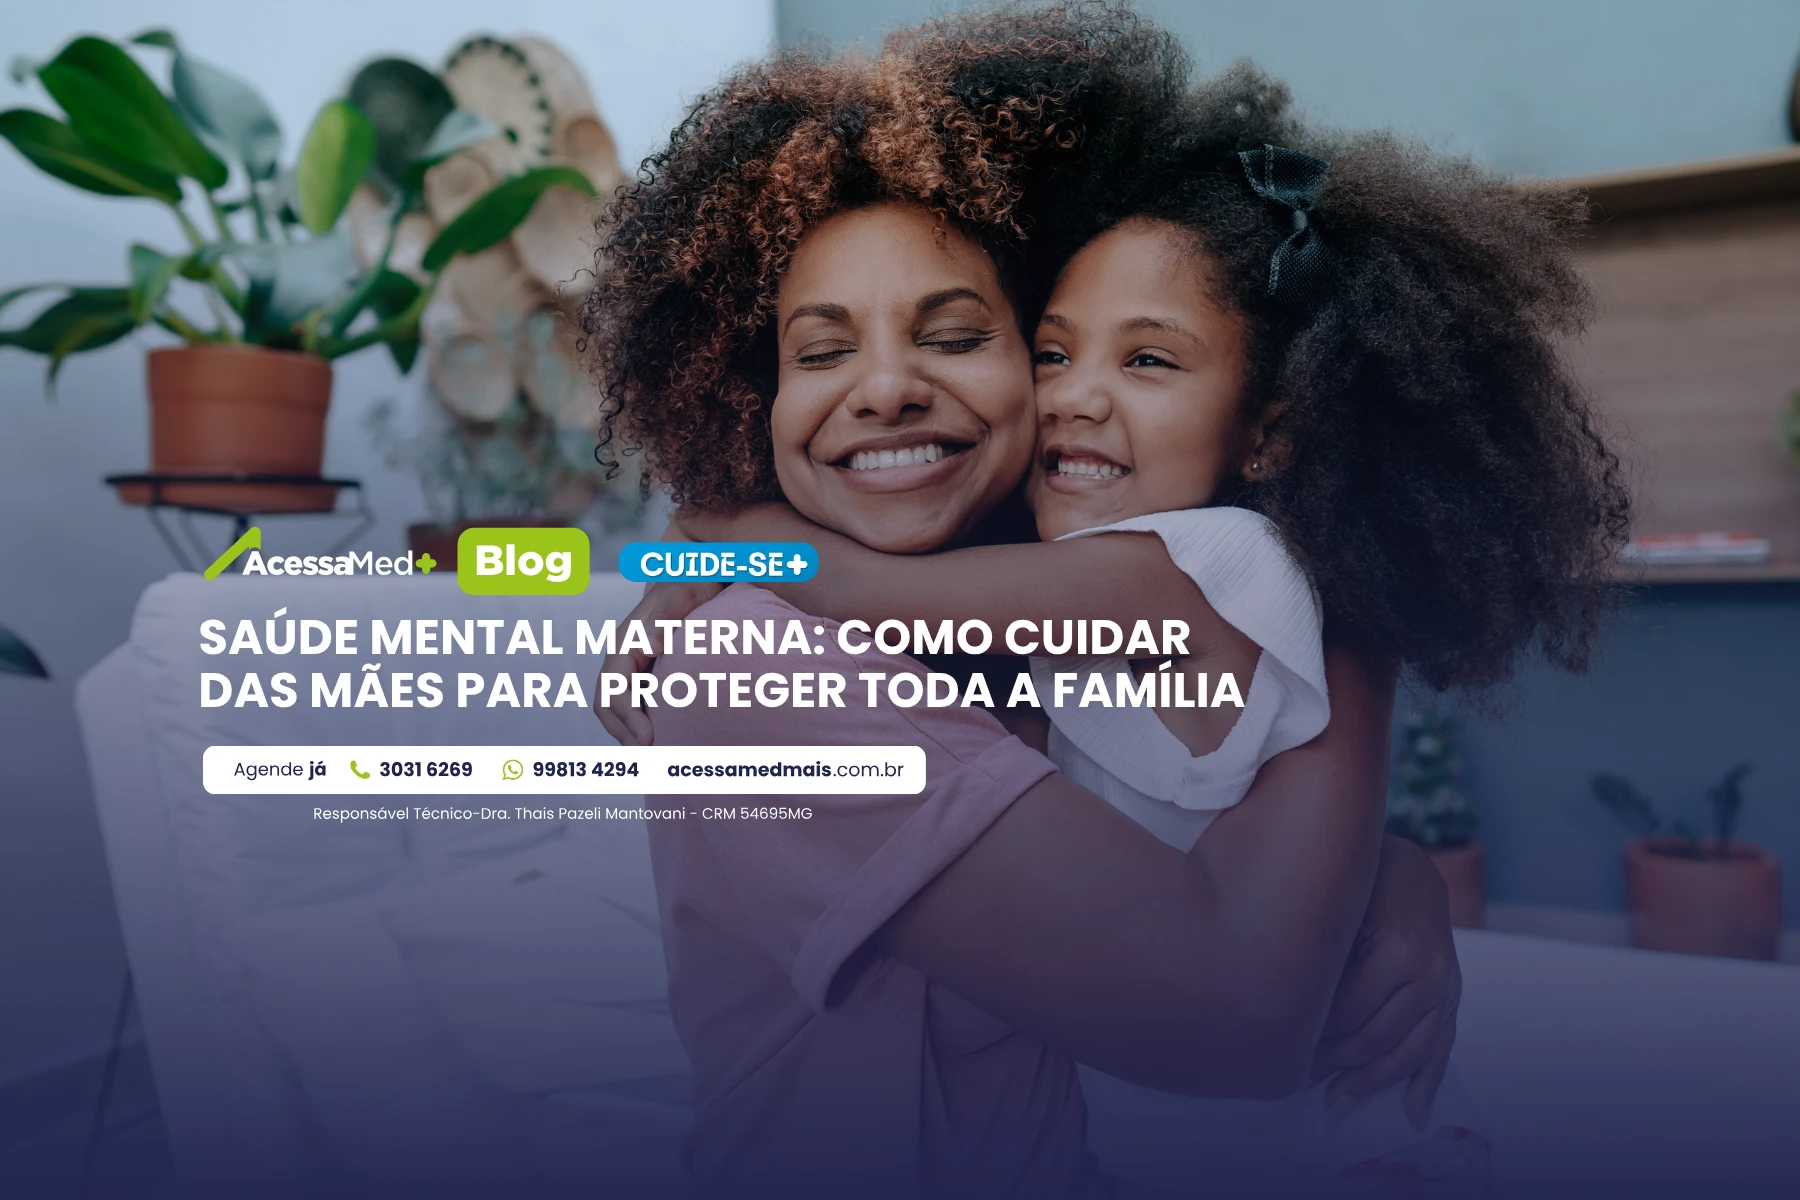 AcessaMed+ Blog CUIDE-SE+
SAÚDE MENTAL MATERNA: COMO CUIDAR
DAS MÃES PARA PROTEGER TODA A FAMÍLIA
Agende já 3031 6269 99813 4294 acessamedmais.com.br
Responsável Técnico-Dra. Thais Pazeli Mantovani - CRM 54695MG